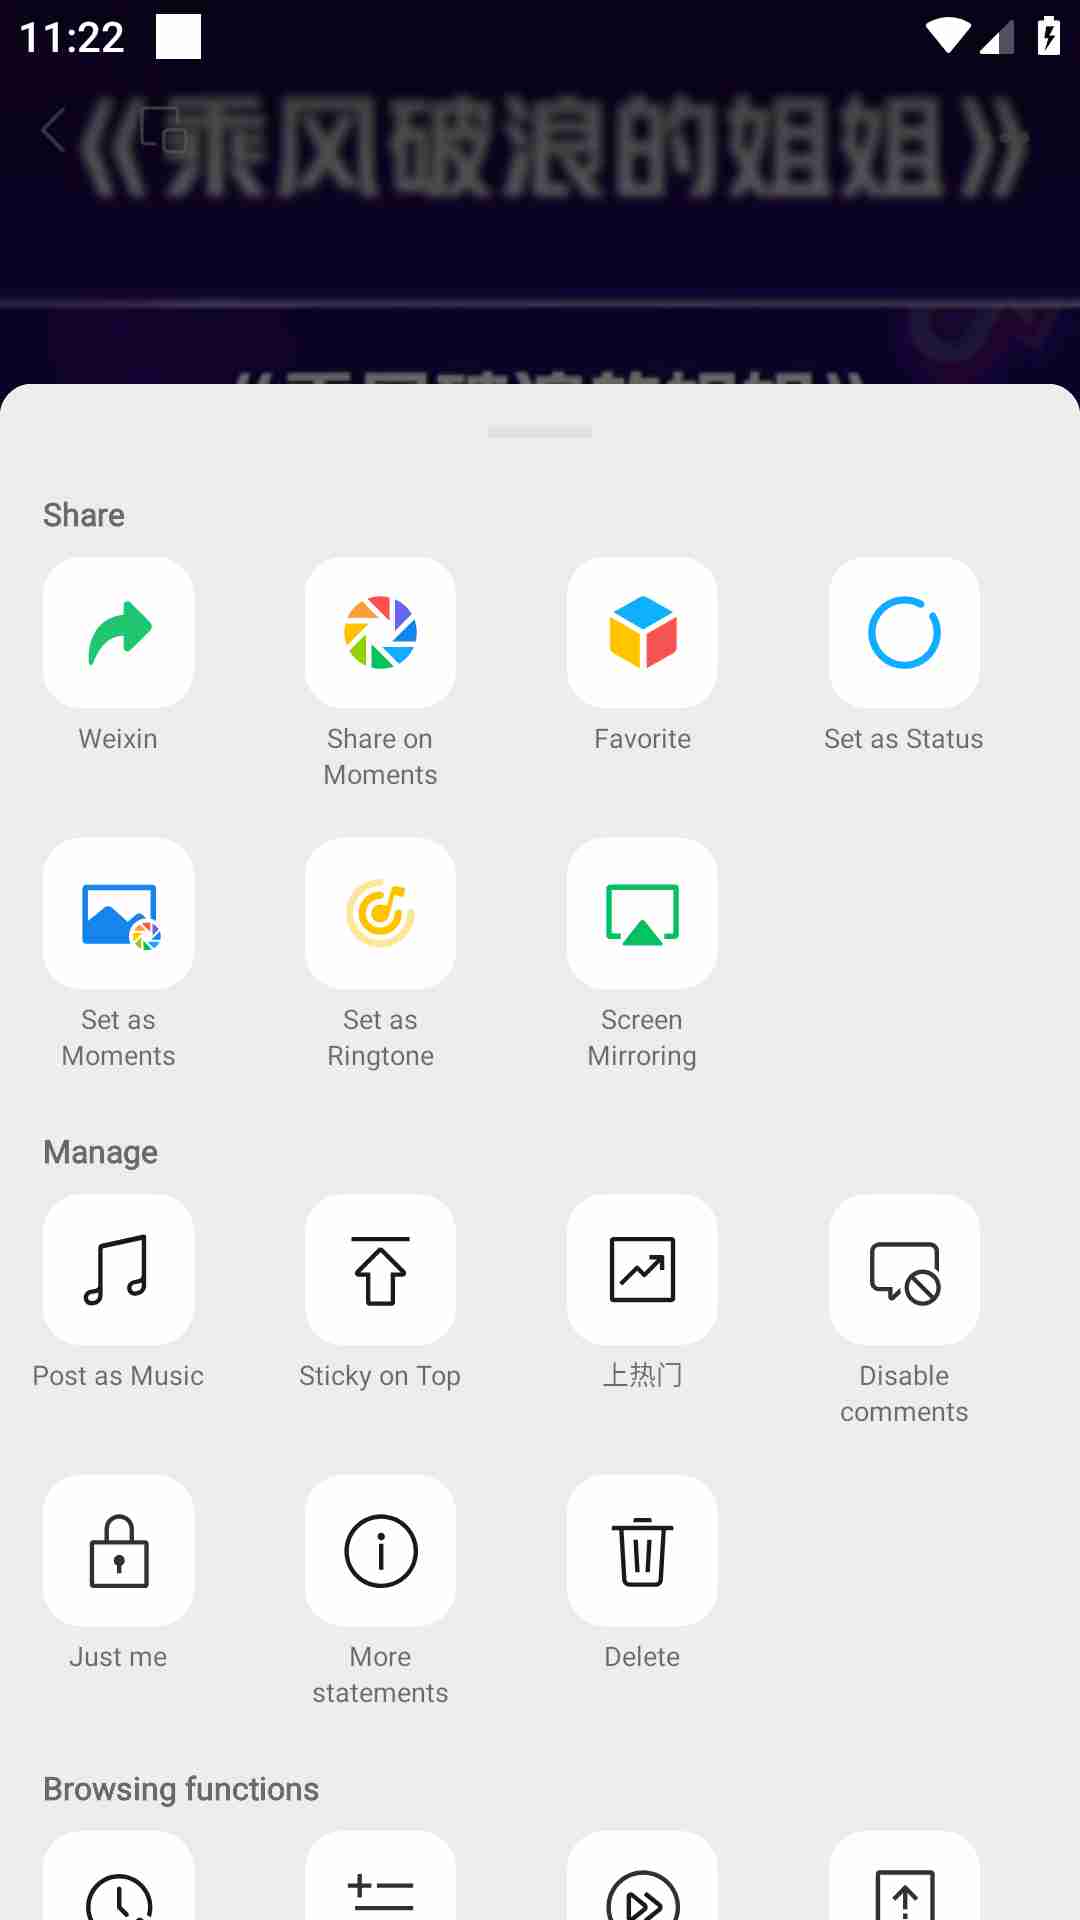 11:22
《乘风破浪的姐姐》
Share
Weixin
Share on
Moments
Favorite
Set as Status
Set as
Moments
Set as
Ringtone
Screen
Mirroring
Manage
Post as Music
Sticky on Top
上热门
Disable
comments
Just me
More
statements
Delete
Browsing functions